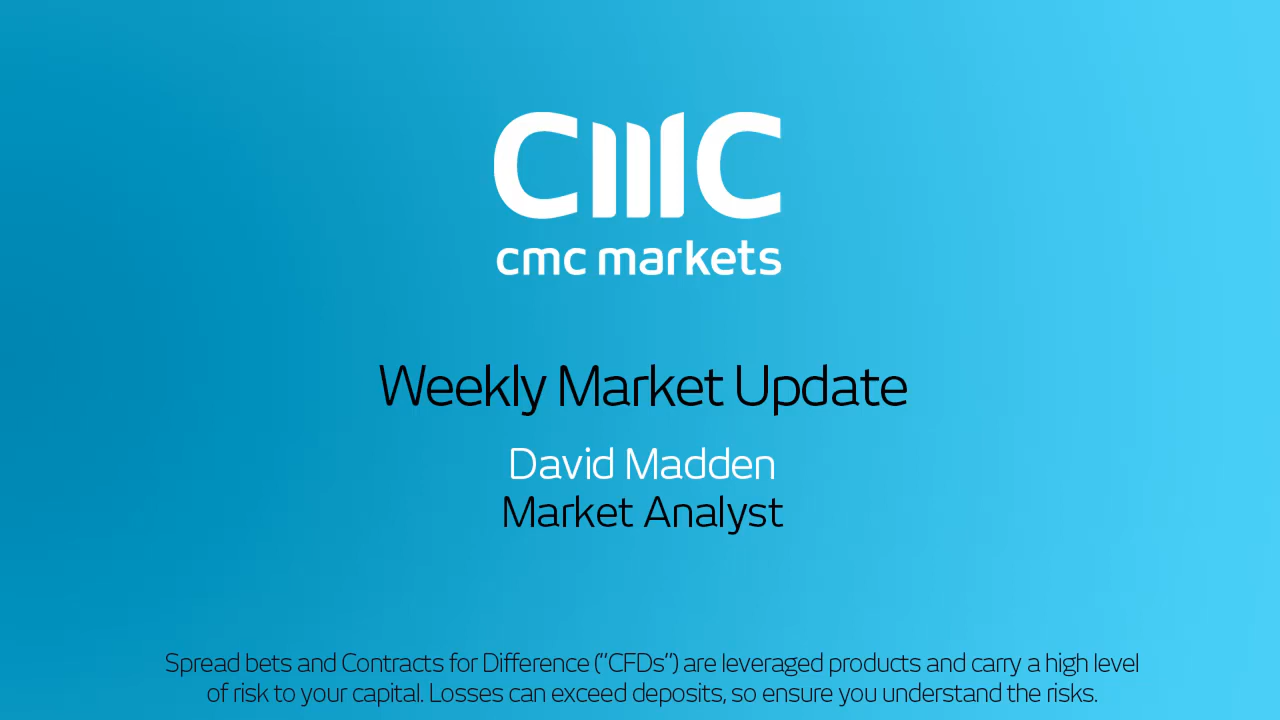 CMC
cmc markets
Weekly Market Update
David Madden
Market Analyst
Spread bets and Contracts for Difference (”CFDs”) are leveraged products and carry a high level
of risk to your capital. Losses can exceed deposits, so ensure you understand the risks.